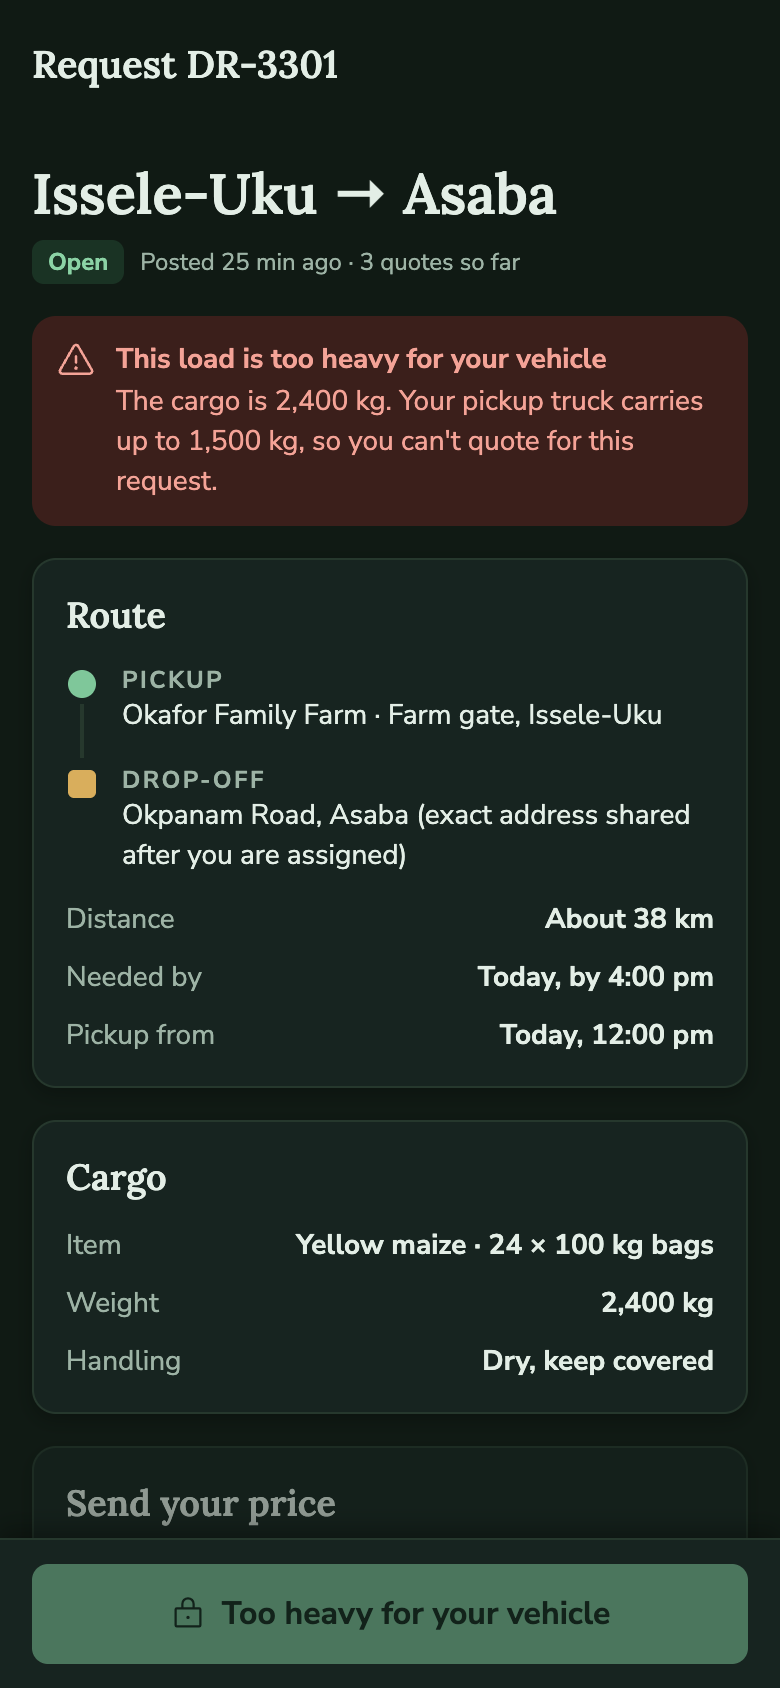 Request DR-3301
Issele-Uku → Asaba
Open Posted 25 min ago · 3 quotes so far
This load is too heavy for your vehicle
The cargo is 2,400 kg. Your pickup truck carries
up to 1,500 kg, so you can't quote for this
request.
Route
PICKUP
Okafor Family Farm · Farm gate, Issele-Uku
DROP-OFF
Okpanam Road, Asaba (exact address shared
after you are assigned)
Distance About 38 km
Needed by Today, by 4:00 pm
Pickup from Today, 12:00 pm
Cargo
Item Yellow maize · 24 × 100 kg bags
Weight 2,400 kg
Handling Dry, keep covered
Send your price
Too heavy for your vehicle